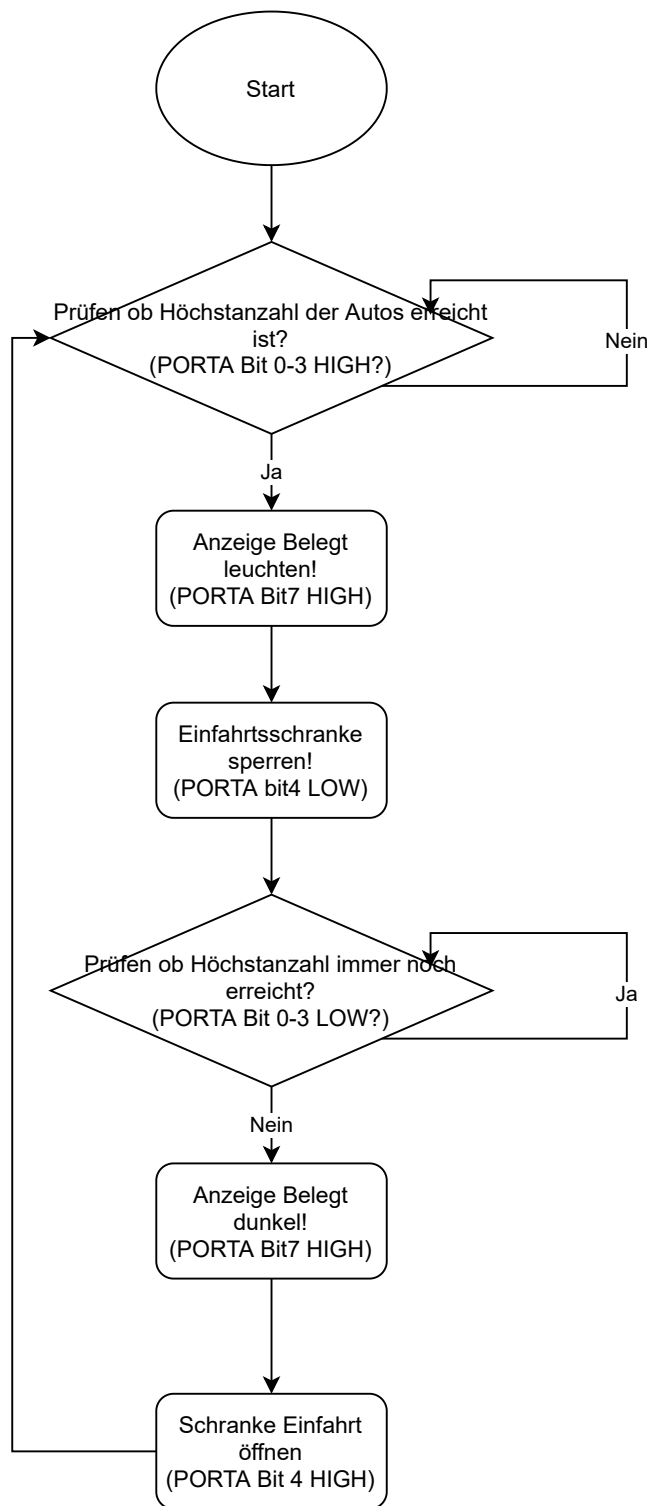 Start
Prüfen ob Höchstanzahl der Autos erreicht
ist?
(PORTA Bit 0-3 HIGH?)
Nein
Ja
Anzeige Belegt
leuchten!
(PORTA Bit7 HIGH)
Einfahrtsschranke
sperren!
(PORTA bit4 LOW)
Prüfen ob Höchstanzahl immer noch
erreicht?
(PORTA Bit 0-3 LOW?)
Ja
Nein
Anzeige Belegt
dunkel!
(PORTA Bit7 HIGH)
Schranke Einfahrt
öffnen
(PORTA Bit 4 HIGH)